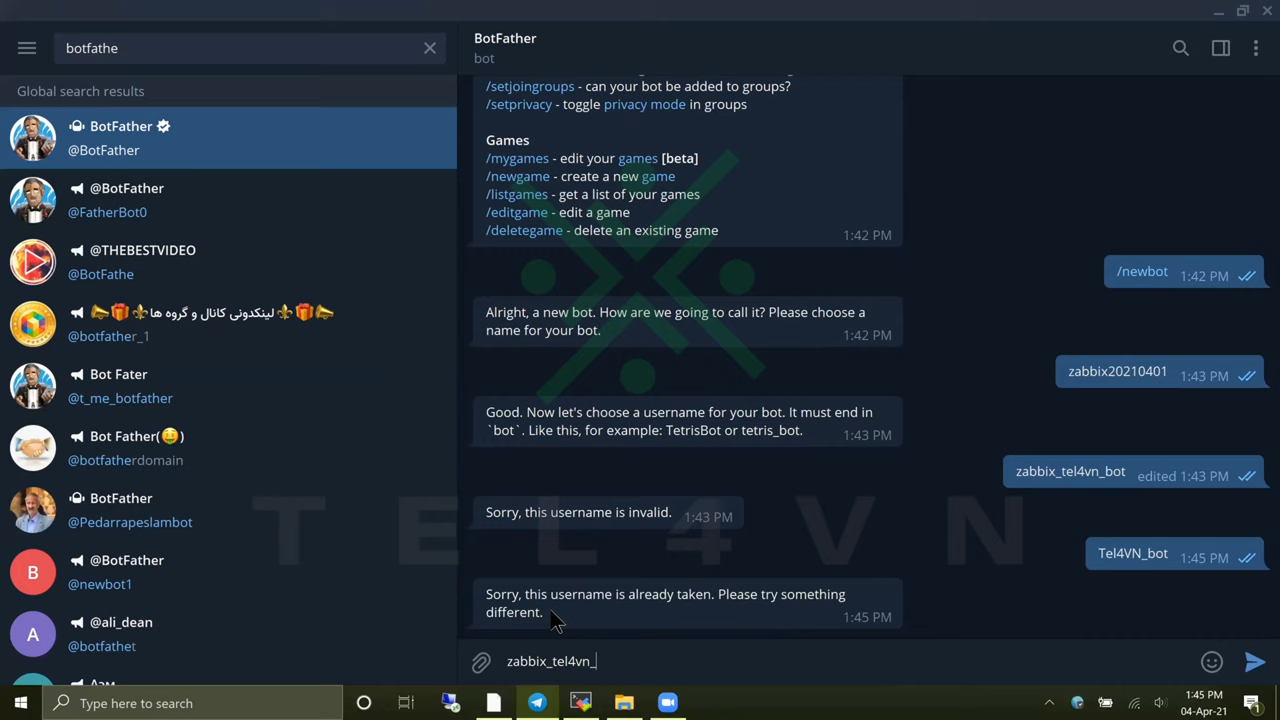 botfathe
Global search results
BotFather
@BotFather
@BotFather
@FatherBot0
@THEBESTVIDEO
@BotFathe
لینکدونی کانال و گروه ها
@botfather_1
Bot Fater
@t_me_botfather
Bot Father(🤑)
@botfatherdomain
BotFather
@Pedarrapeslambot
B
@BotFather
@newbot1
A
@ali_dean
@botfathet
BotFather
bot
/setjoingroups - can your bot be added to groups?
/setprivacy - toggle privacy mode in groups
Games
/mygames - edit your games [beta]
/newgame - create a new game
/listgames - get a list of your games
/editgame - edit a game
/deletegame - delete an existing game
1:42 PM
/newbot 1:42 PM
Alright, a new bot. How are we going to call it? Please choose a
name for your bot.
1:42 PM
zabbix20210401 1:43 PM
Good. Now let's choose a username for your bot. It must end in
`bot`. Like this, for example: TetrisBot or tetris_bot.
1:43 PM
zabbix_tel4vn_bot edited 1:43 PM
Sorry, this username is invalid. 1:43 PM
TEL4VN
Tel4VN_bot 1:45 PM
Sorry, this username is already taken. Please try something
different.
1:45 PM
zabbix_tel4vn_
Type here to search
1:45 PM
04-Apr-21
1